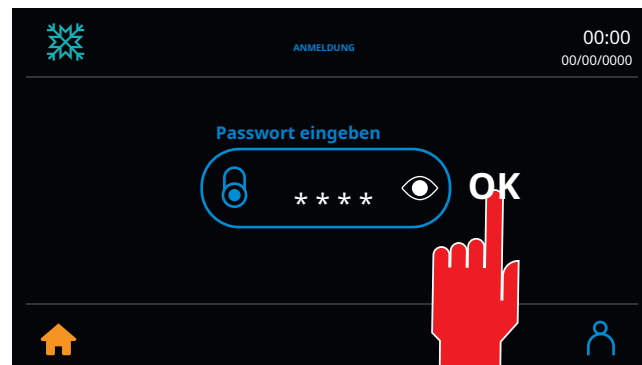 ANMELDUNG
00:00
00/00/0000
Passwort eingeben
****
OK